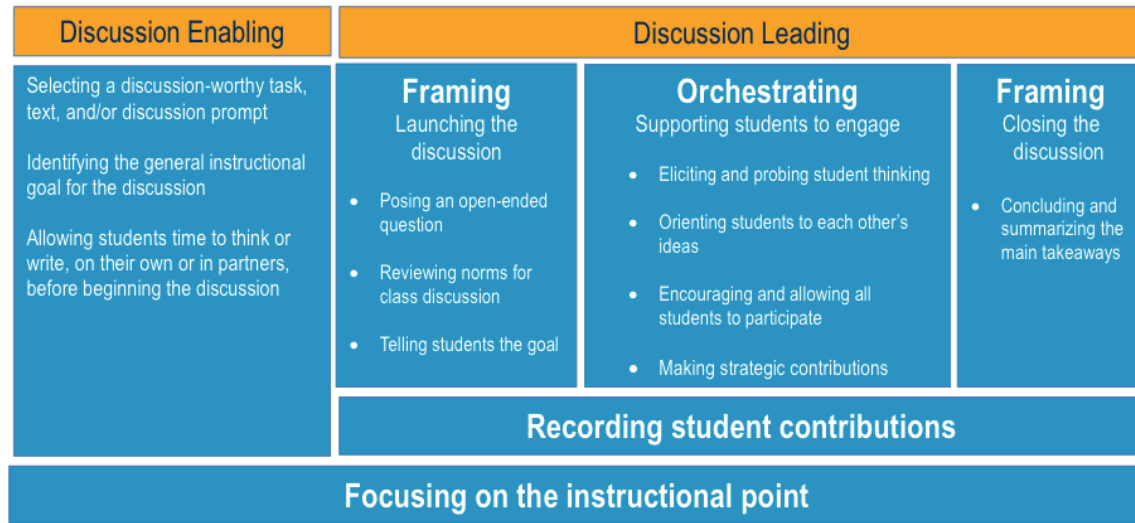 Discussion Enabling
Discussion Leading
Selecting a discussion-worthy task,
text, and/or discussion prompt
Identifying the general instructional
goal for the discussion
Allowing students time to think or
write, on their own or in partners,
before beginning the discussion
Framing
Launching the
discussion
• Posing an open-ended
question
• Reviewing norms for
class discussion
• Telling students the goal
Orchestrating
Supporting students to engage
• Eliciting and probing student thinking
• Orienting students to each other's
ideas
• Encouraging and allowing all
students to participate
• Making strategic contributions
Framing
Closing the
discussion
• Concluding and
summarizing the
main takeaways
Recording student contributions
Focusing on the instructional point